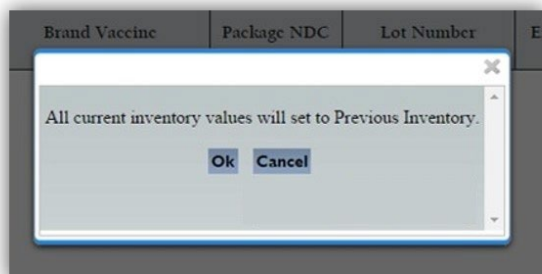 Brand Vaccine Package NDC Lot Number E
All current inventory values will set to Previous Inventory.
Ok Cancel